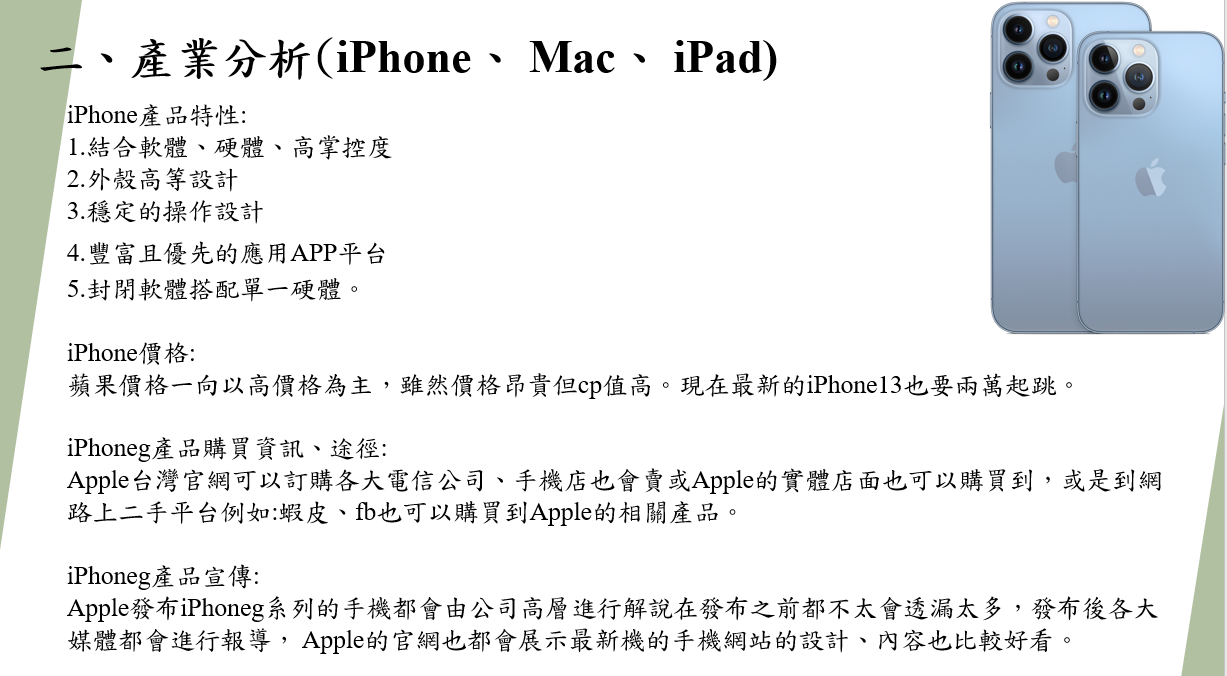 二、產業分析(iPhone、 Mac、 iPad)
iPhone產品特性:
1.結合軟體、硬體、高掌控度
2.外殼高等設計
3.穩定的操作設計
4.豐富且優先的應用APP平台
5.封閉軟體搭配單一硬體。
iPhone價格:
蘋果價格一向以高價格為主，雖然價格昂貴但cp值高。現在最新的iPhone13也要兩萬起跳。
iPhoneg產品購買資訊、途徑:
Apple台灣官網可以訂購各大電信公司、手機店也會賣或Apple的實體店面也可以購買到，或是到網
路上二手平台例如:蝦皮、fb也可以購買到Apple的相關產品。
iPhoneg產品宣傳:
Apple發布iPhoneg系列的手機都會由公司高層進行解說在發布之前都不太會透漏太多，發布後各大
媒體都會進行報導， Apple的官網也都會展示最新機的手機網站的設計、內容也比較好看。